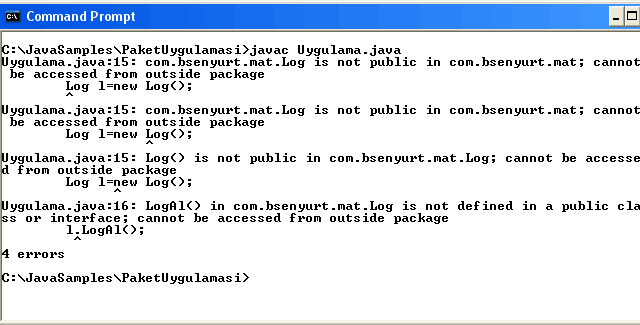 C:\ Command Prompt
C:\JavaSamples\PaketUygulamasi>javac Uygulama.java
Uygulama.java:15: com.bsenyurt.mat.Log is not public in com.bsenyurt.mat; cannot
 be accessed from outside package
        Log l=new Log();
        ^
Uygulama.java:15: com.bsenyurt.mat.Log is not public in com.bsenyurt.mat; cannot
 be accessed from outside package
        Log l=new Log();
                  ^
Uygulama.java:15: Log() is not public in com.bsenyurt.mat.Log; cannot be accesse
d from outside package
        Log l=new Log();
              ^
Uygulama.java:16: LogAl() in com.bsenyurt.mat.Log is not defined in a public cla
ss or interface; cannot be accessed from outside package
        l.LogAl();
         ^
4 errors
C:\JavaSamples\PaketUygulamasi>